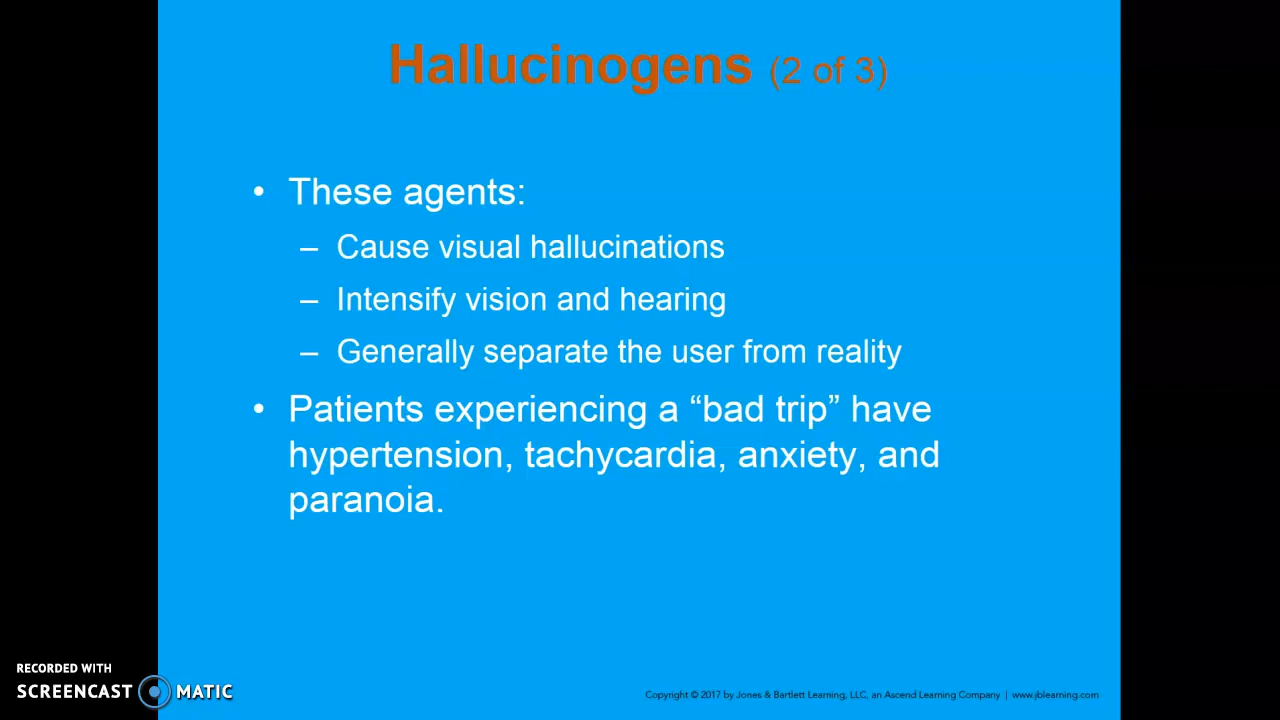 Hallucinogens (2 of 3)
• These agents:
– Cause visual hallucinations
– Intensify vision and hearing
– Generally separate the user from reality
• Patients experiencing a “bad trip” have
hypertension, tachycardia, anxiety, and
paranoia.
RECORDED WITH
SCREENCAST MATIC
Copyright © 2017 by Jones & Bartlett Learning, LLC, an Ascend Learning Company | www.jblearning.com